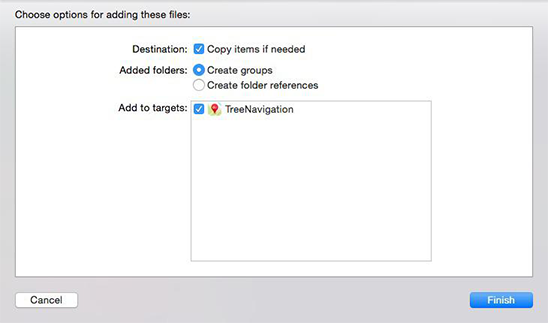 Choose options for adding these files:
Destination: Copy items if needed
Added folders: Create groups
Create folder references
Add to targets: TreeNavigation
Cancel Finish